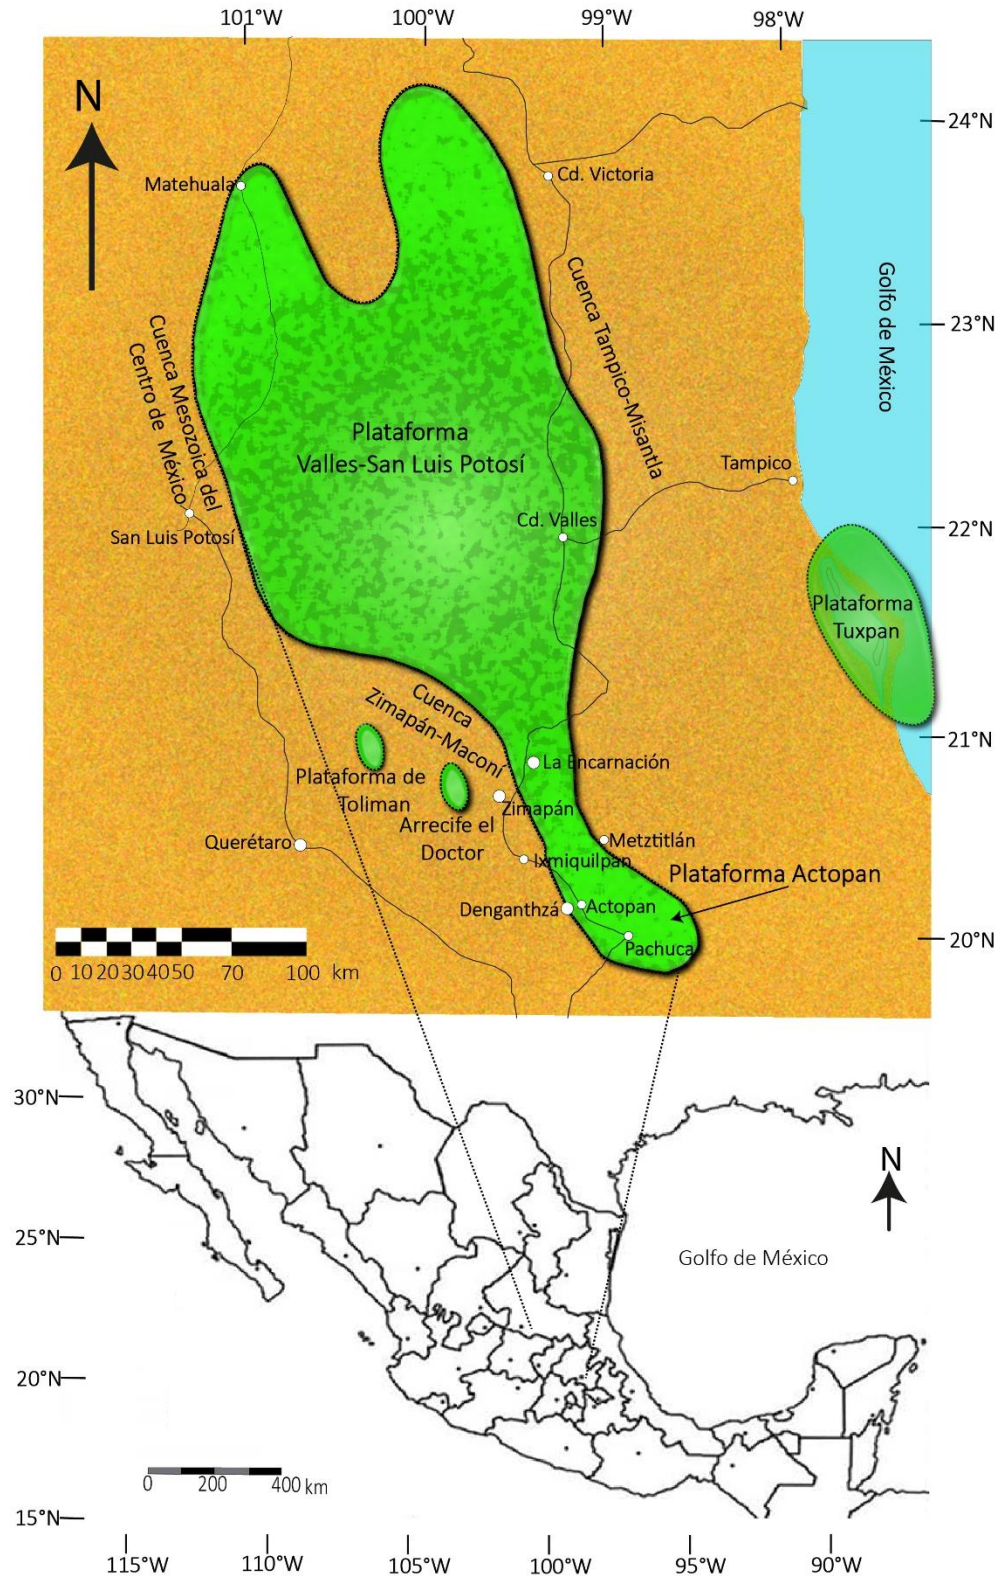 101°W 100°W 99°W 98°W
N
24°N
Matehuala
Cd. Victoria
Golfo de México
Cuenca Tampico-Misantla
23°N
Cuenca Mesozoica del
Centro de México
Plataforma
Valles-San Luis Potosí
Tampico
Cd. Valles
22°N
San Luis Potosí
Plataforma
Tuxpan
Cuenca
Zimapán-Maconí
21°N
La Encarnación
Plataforma de
Toliman
Zimapán
Arrecife el
Doctor
Querétaro
Metztitlán
Ixmiquilpan
Plataforma Actopan
Denganthzá
Actopan
Pachuca
20°N
0 10 20 30 40 50 70 100 km
30°N
N
25°N
Golfo de México
20°N
0 200 400 km
15°N
115°W 110°W 105°W 100°W 95°W 90°W